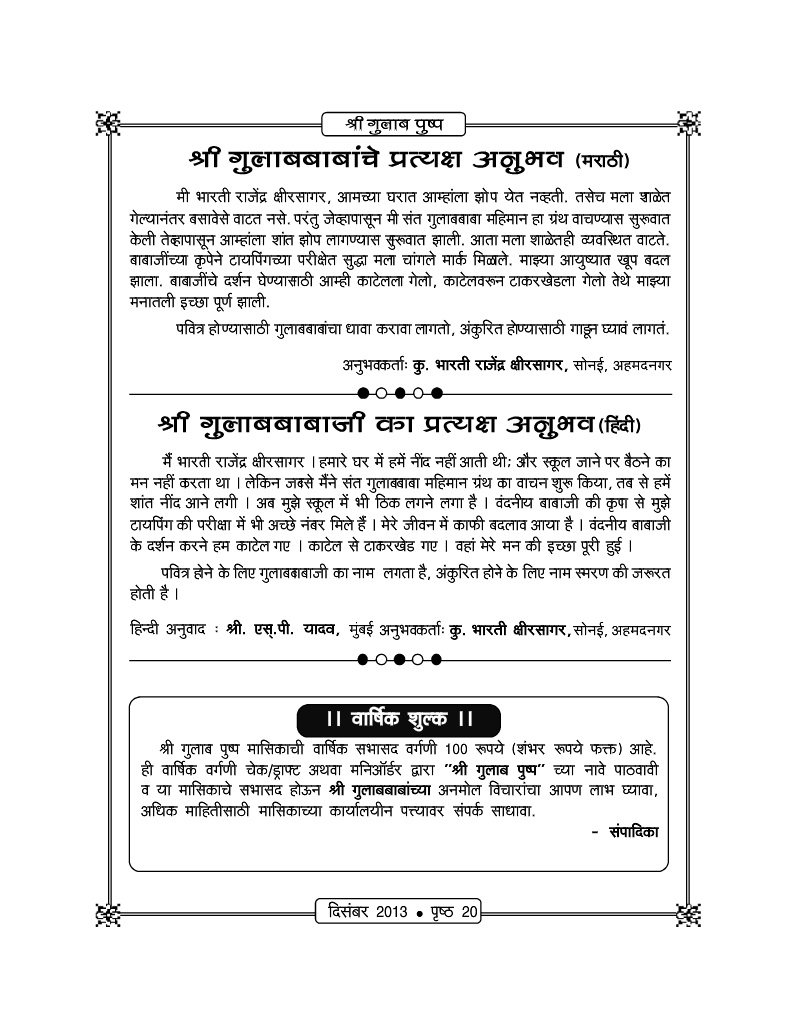 श्री गुलाब पुष्प
श्री गुलाबबाबांचे प्रत्यक्ष अनुभव (मराठी)
मी भारती राजेंद्र क्षीरसागर, आमच्या घरात आम्हांला झोप येत नव्हती. तसेच मला शाळेत
गेल्यानंतर बसावेसे वाटत नसे. परंतु जेव्हापासून मी संत गुलाबबाबा महिमान हा ग्रंथ वाचण्यास सुरूवात
केली तेव्हापासून आम्हांला शांत झोप लागण्यास सुरूवात झाली. आता मला शाळेतही व्यवस्थित वाटते.
बाबाजींच्या कृपेने टायपिंगच्या परीक्षेत सुद्धा मला चांगले मार्क मिळाले. माझ्या आयुष्यात खूप बदल
झाला. बाबाजींचे दर्शन घेण्यासाठी आम्ही काटेलला गेलो, काटेलवरून टाकरखेडला गेलो तेथे माझ्या
मनातली इच्छा पूर्ण झाली.
पवित्र होण्यासाठी गुलाबबाबांचा धावा करावा लागतो, अंकुरित होण्यासाठी गाडून घ्यावं लागतं.
अनुभवकर्ताः कु. भारती राजेंद्र क्षीरसागर, सोनई, अहमदनगर
श्री गुलाबबाबाजी का प्रत्यक्ष अनुभव (हिंदी)
मैं भारती राजेंद्र क्षीरसागर । हमारे घर में हमें नींद नहीं आती थी; और स्कूल जाने पर बैठने का
मन नहीं करता था । लेकिन जबसे मैंने संत गुलाबबाबा महिमान ग्रंथ का वाचन शुरू किया, तब से हमें
शांत नींद आने लगी । अब मुझे स्कूल में भी ठिक लगने लगा है । वंदनीय बाबाजी की कृपा से मुझे
टायपिंग की परीक्षा में भी अच्छे नंबर मिले हैं । मेरे जीवन में काफी बदलाव आया है । वंदनीय बाबाजी
के दर्शन करने हम काटेल गए । काटेल से टाकरखेड गए । वहां मेरे मन की इच्छा पूरी हुई ।
पवित्र होने के लिए गुलाबबाबाजी का नाम लगता है, अंकुरित होने के लिए नाम स्मरण की जरूरत
होती है ।
हिन्दी अनुवाद : श्री. एस्.पी. यादव, मुंबई अनुभवकर्ताः कु. भारती क्षीरसागर, सोनई, अहमदनगर
।। वार्षिक शुल्क ।।
श्री गुलाब पुष्प मासिकाची वार्षिक सभासद वर्गणी 100 रूपये (शंभर रूपये फक्त) आहे.
ही वार्षिक वर्गणी चेक/ड्राफ्ट अथवा मनिऑर्डर द्वारा "श्री गुलाब पुष्प" च्या नावे पाठवावी
व या मासिकाचे सभासद होऊन श्री गुलाबबाबांच्या अनमोल विचारांचा आपण लाभ घ्यावा,
अधिक माहितीसाठी मासिकाच्या कार्यालयीन पत्त्यावर संपर्क साधावा.
- संपादिका
दिसंबर 2013 ● पृष्ठ 20